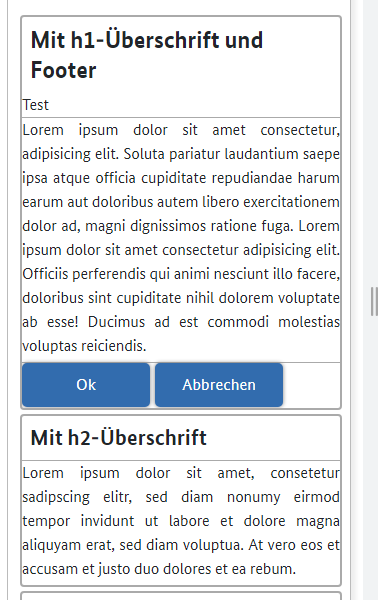 Mit h1-Überschrift und
Footer
Test
Lorem ipsum dolor sit amet consectetur,
adipisicing elit. Soluta pariatur laudantium saepe
ipsa atque officia cupiditate repudiandae harum
earum aut doloribus autem libero exercitationem
dolor ad, magni dignissimos ratione fuga. Lorem
ipsum dolor sit amet consectetur adipisicing elit.
Officiis perferendis qui animi nesciunt illo facere,
doloribus sint cupiditate nihil dolorem voluptate
ab esse! Ducimus ad est commodi molestias
voluptas reiciendis.
Ok Abbrechen
Mit h2-Überschrift
Lorem ipsum dolor sit amet, consetetur
sadipscing elitr, sed diam nonumy eirmod
tempor invidunt ut labore et dolore magna
aliquyam erat, sed diam voluptua. At vero eos et
accusam et justo duo dolores et ea rebum.